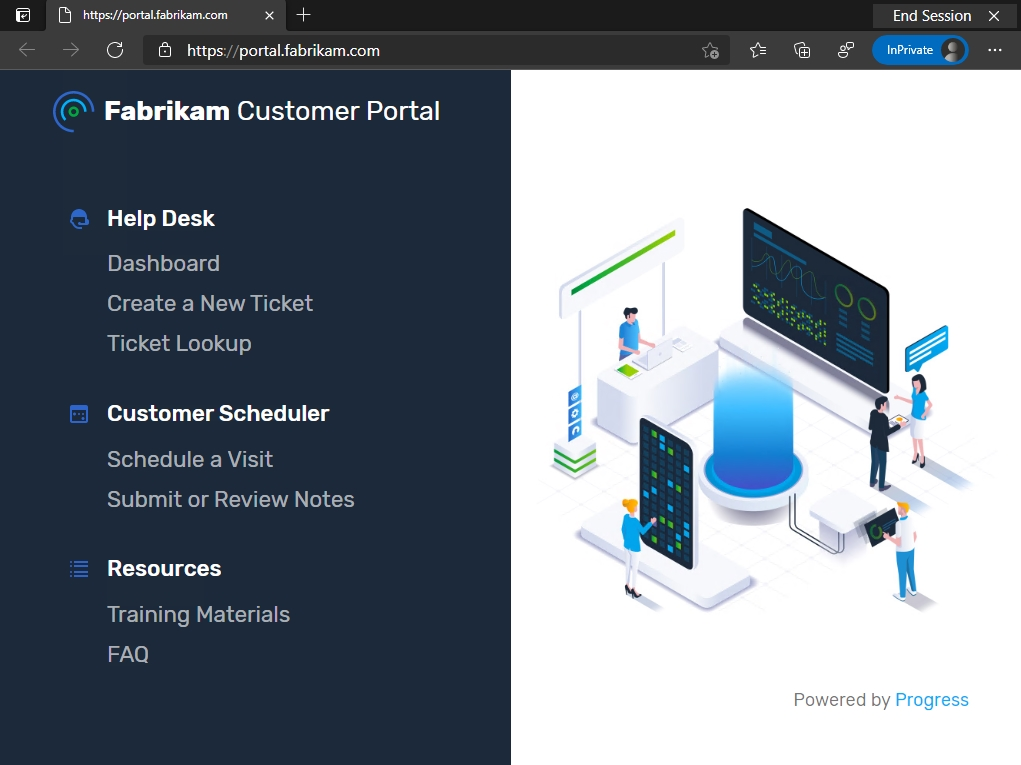 https://portal.fabrikam.com
End Session
https://portal.fabrikam.com
InPrivate
Fabrikam Customer Portal
Help Desk
Dashboard
Create a New Ticket
Ticket Lookup
Customer Scheduler
Schedule a Visit
Submit or Review Notes
Resources
Training Materials
FAQ
Powered by Progress